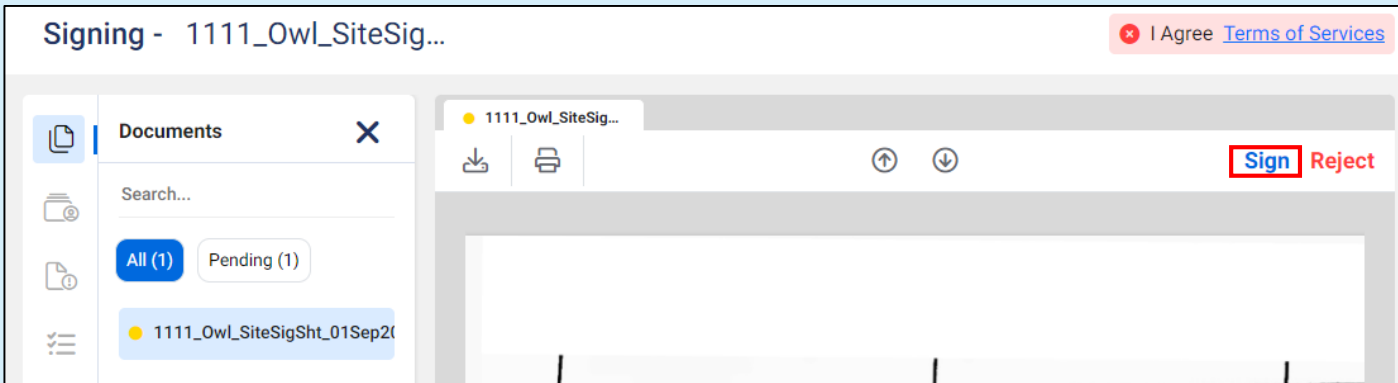 Signing - 1111_Owl_SiteSig...
I Agree Terms of Services
Documents
Search...
All (1)
Pending (1)
1111_Owl_SiteSigSht_01Sep20
1111_Owl_SiteSig...
Sign Reject